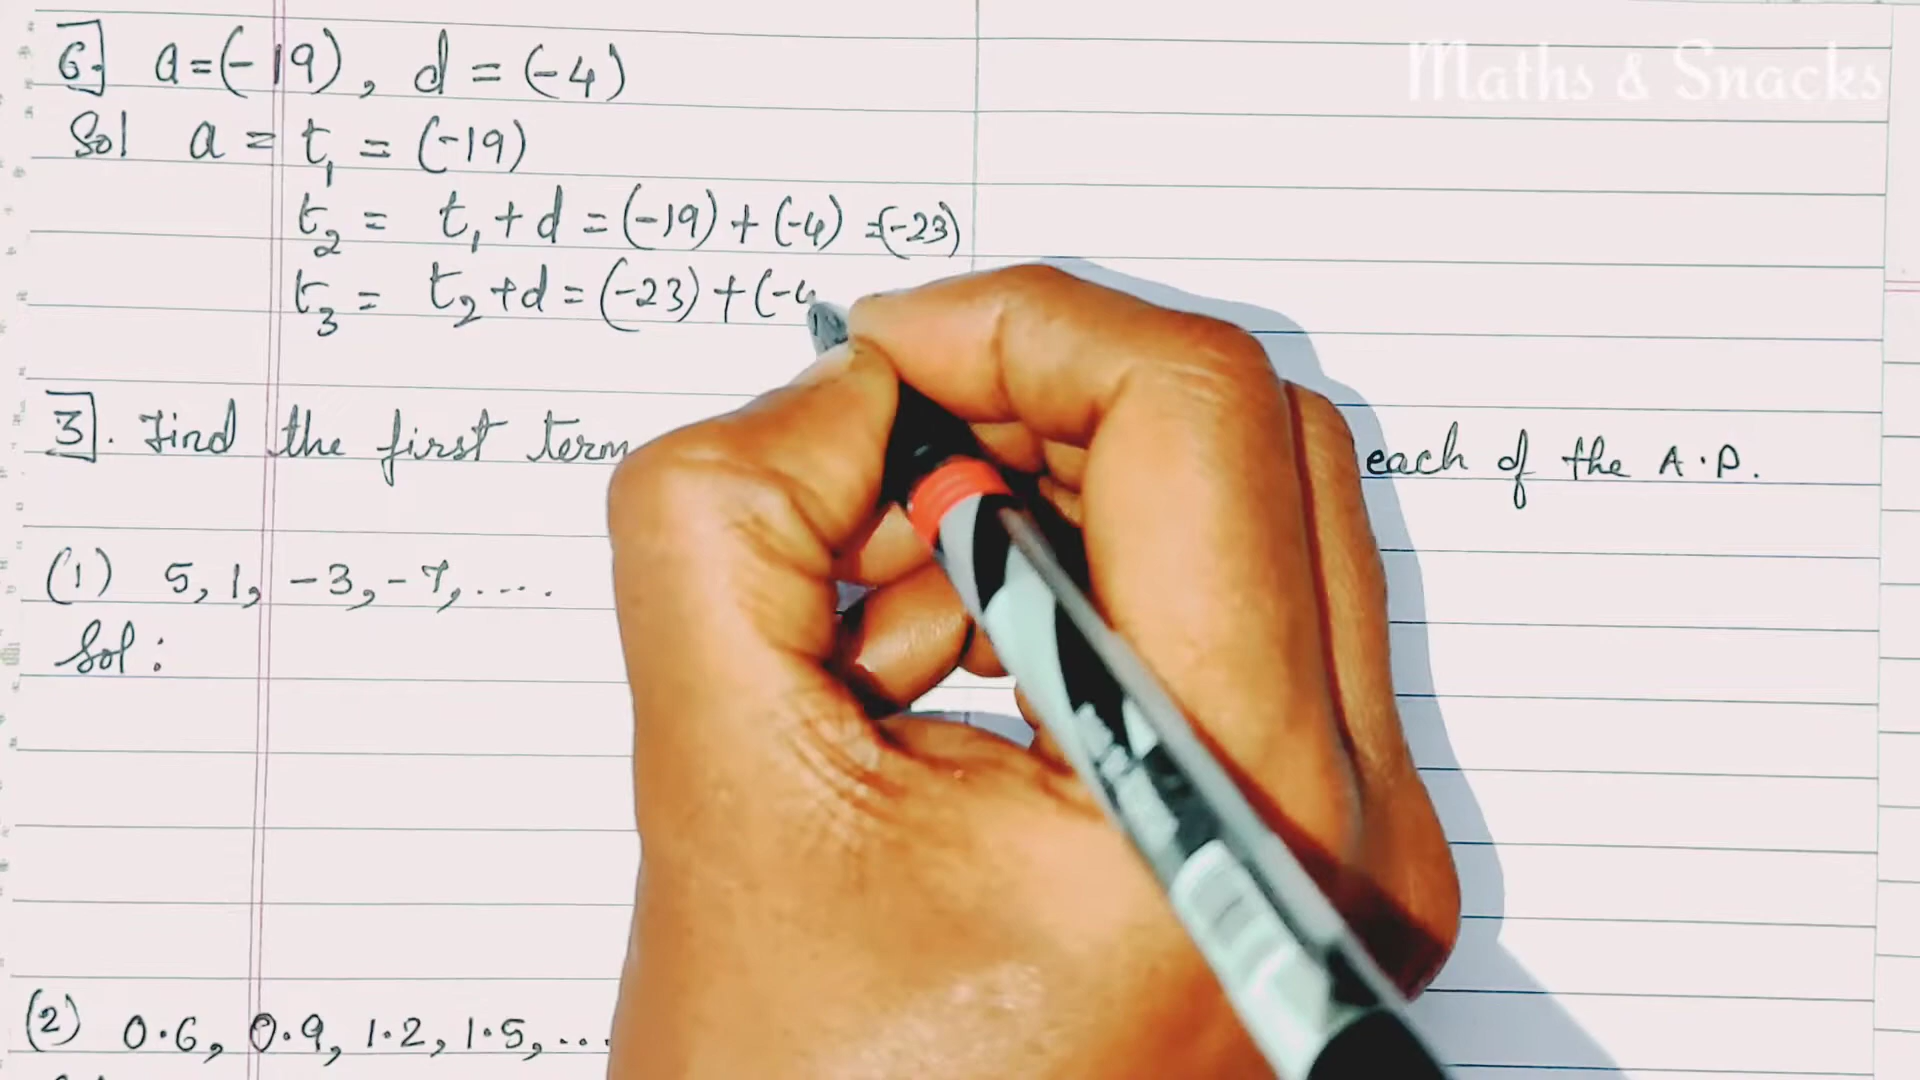 Maths & Snacks
6. a = (-19), d = (-4)
Sol a = t₁ = (-19)
t₂ = t₁ + d = (-19) + (-4) = (-23)
t₃ = t₂ + d = (-23) + (-4
3. Find the first term each of the A.P.
(1) 5, 1, -3, -7, ....
Sol :
(2) 0.6, 0.9, 1.2, 1.5, ...